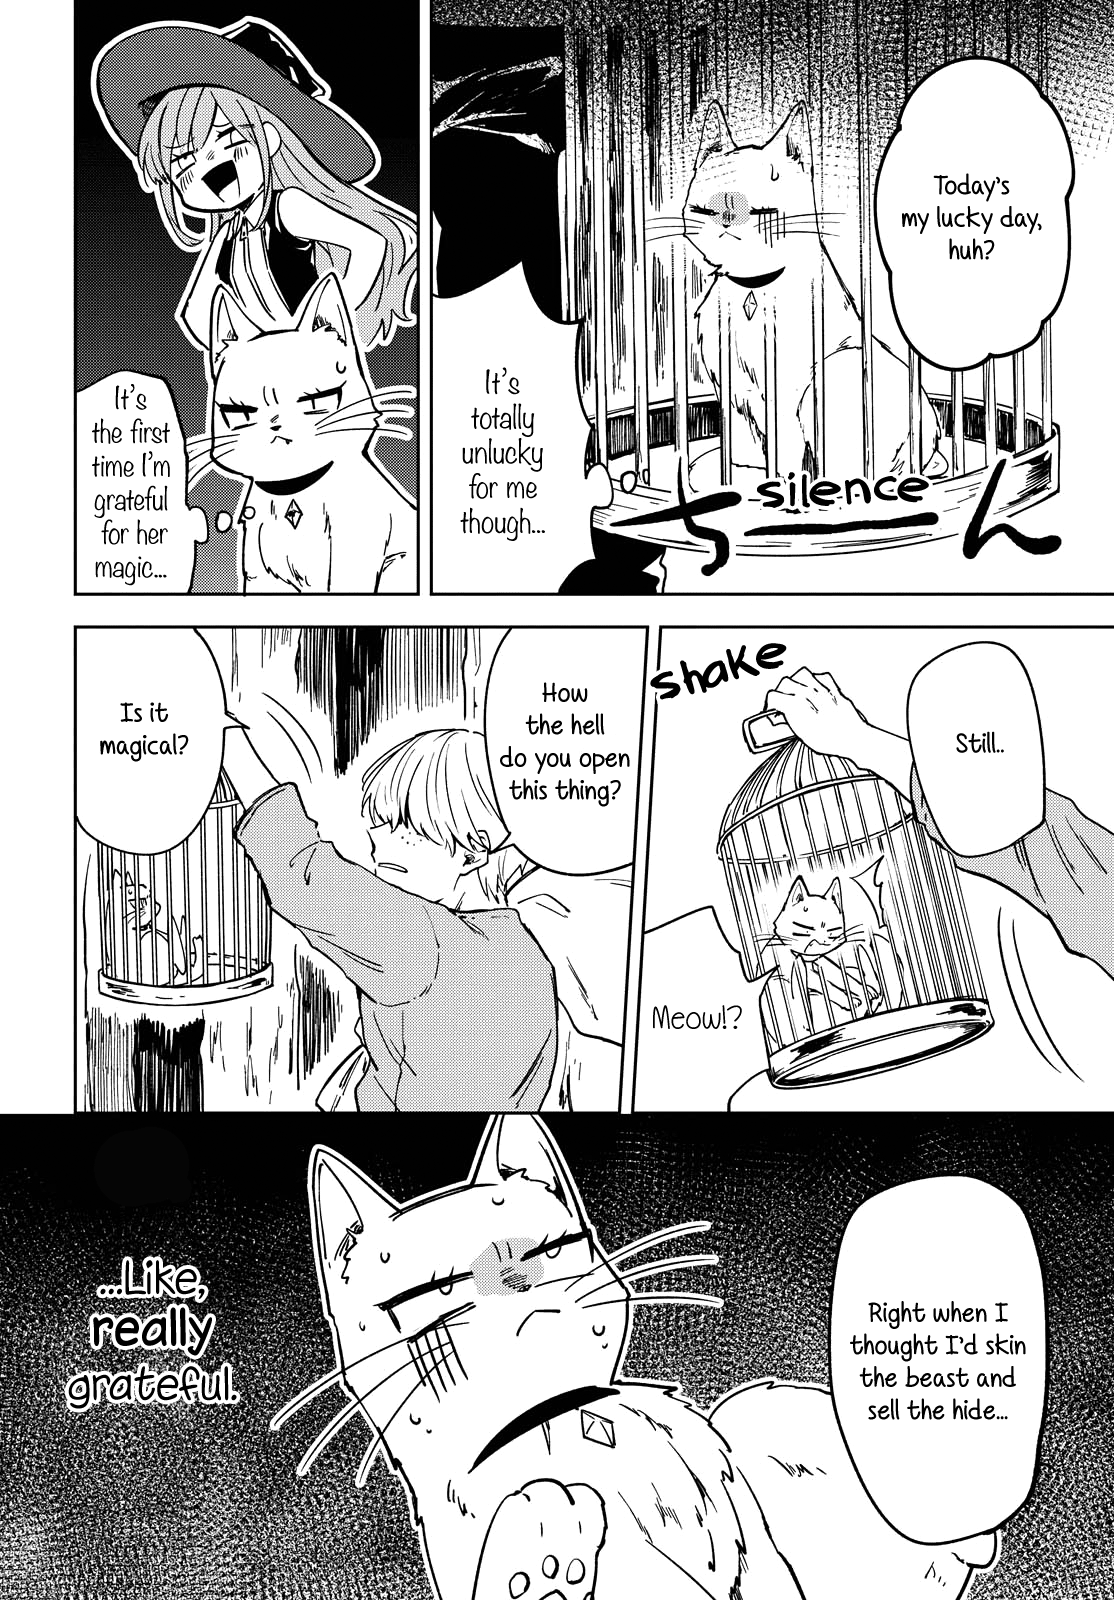 Today's
my lucky day,
huh?
silence
ちーん
It's
totally
unlucky
for me
though...
It's
the first
time I'm
grateful
for her
magic...
Still..
shake
Meow!?
How
the hell
do you open
this thing?
Is it
magical?
Right when I
thought I'd skin
the beast and
sell the hide...
...Like,
really
grateful.